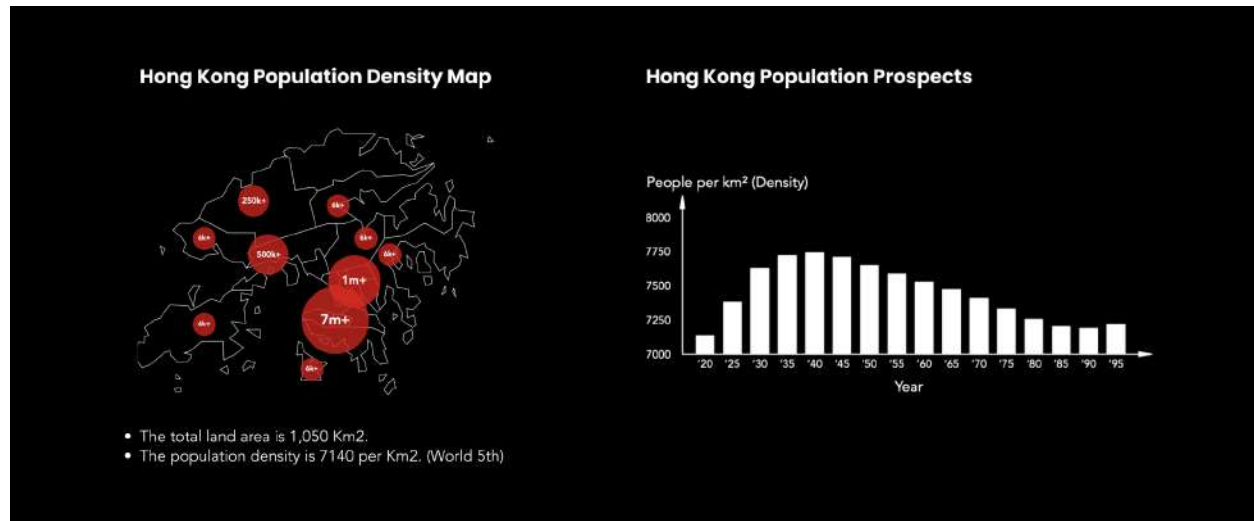 Hong Kong Population Density Map
250k+
6k+
6k+
6k+
500k+
6k+
1m+
7m+
6k+
6k+
• The total land area is 1,050 Km2.
• The population density is 7140 per Km2. (World 5th)
Hong Kong Population Prospects
People per km² (Density)
8000
7750
7500
7250
7000
'20 '25 '30 '35 '40 '45 '50 '55 '60 '65 '70 '75 '80 '85 '90 '95
Year